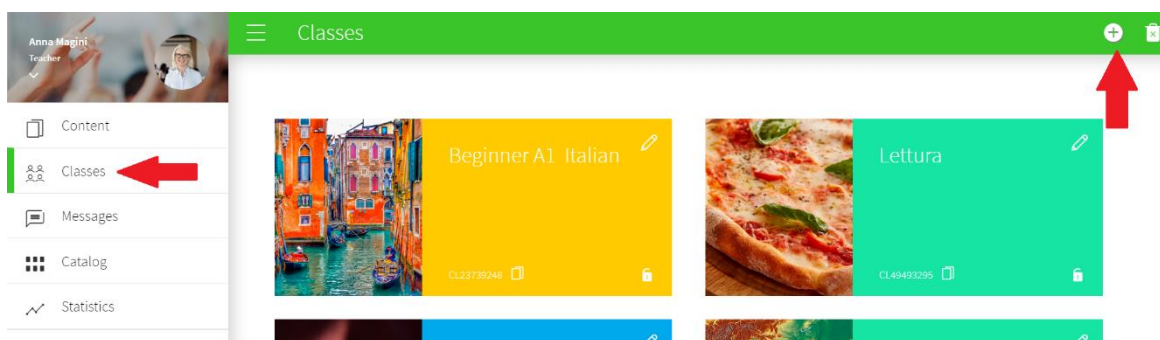 Anna Magini
Teacher
Classes
Content
Classes
Messages
Catalog
Statistics
Beginner A1 Italian
CL23739248
Lettura
CL49493295